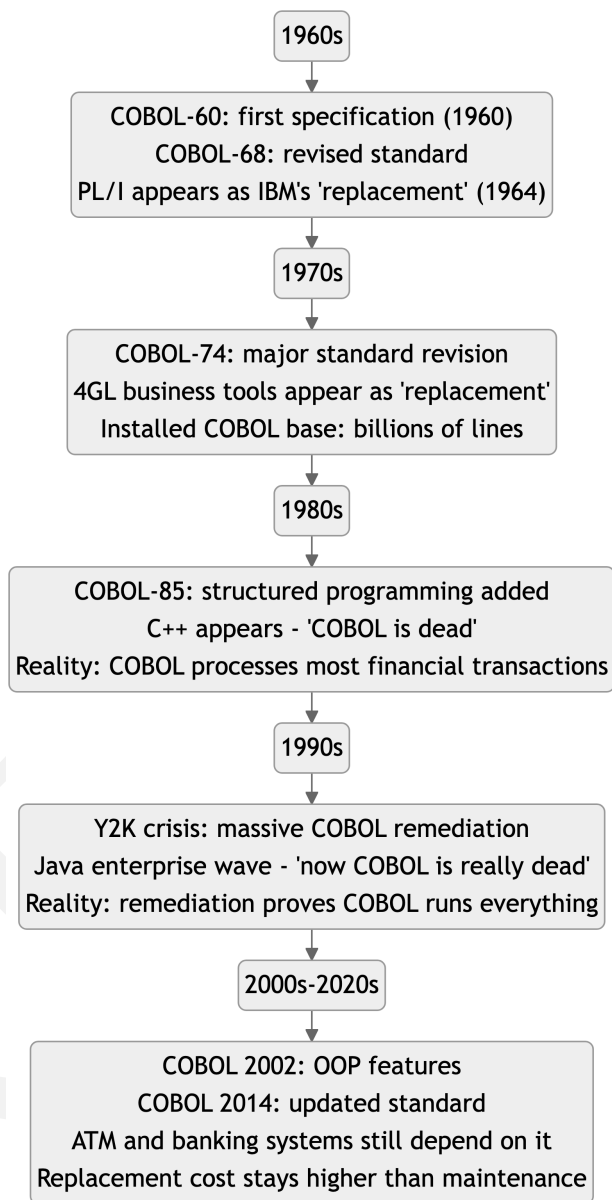 1960s
COBOL-60: first specification (1960)
COBOL-68: revised standard
PL/I appears as IBM's 'replacement' (1964)
1970s
COBOL-74: major standard revision
4GL business tools appear as 'replacement'
Installed COBOL base: billions of lines
1980s
COBOL-85: structured programming added
C++ appears - 'COBOL is dead'
Reality: COBOL processes most financial transactions
1990s
Y2K crisis: massive COBOL remediation
Java enterprise wave - 'now COBOL is really dead'
Reality: remediation proves COBOL runs everything
2000s-2020s
COBOL 2002: OOP features
COBOL 2014: updated standard
ATM and banking systems still depend on it
Replacement cost stays higher than maintenance